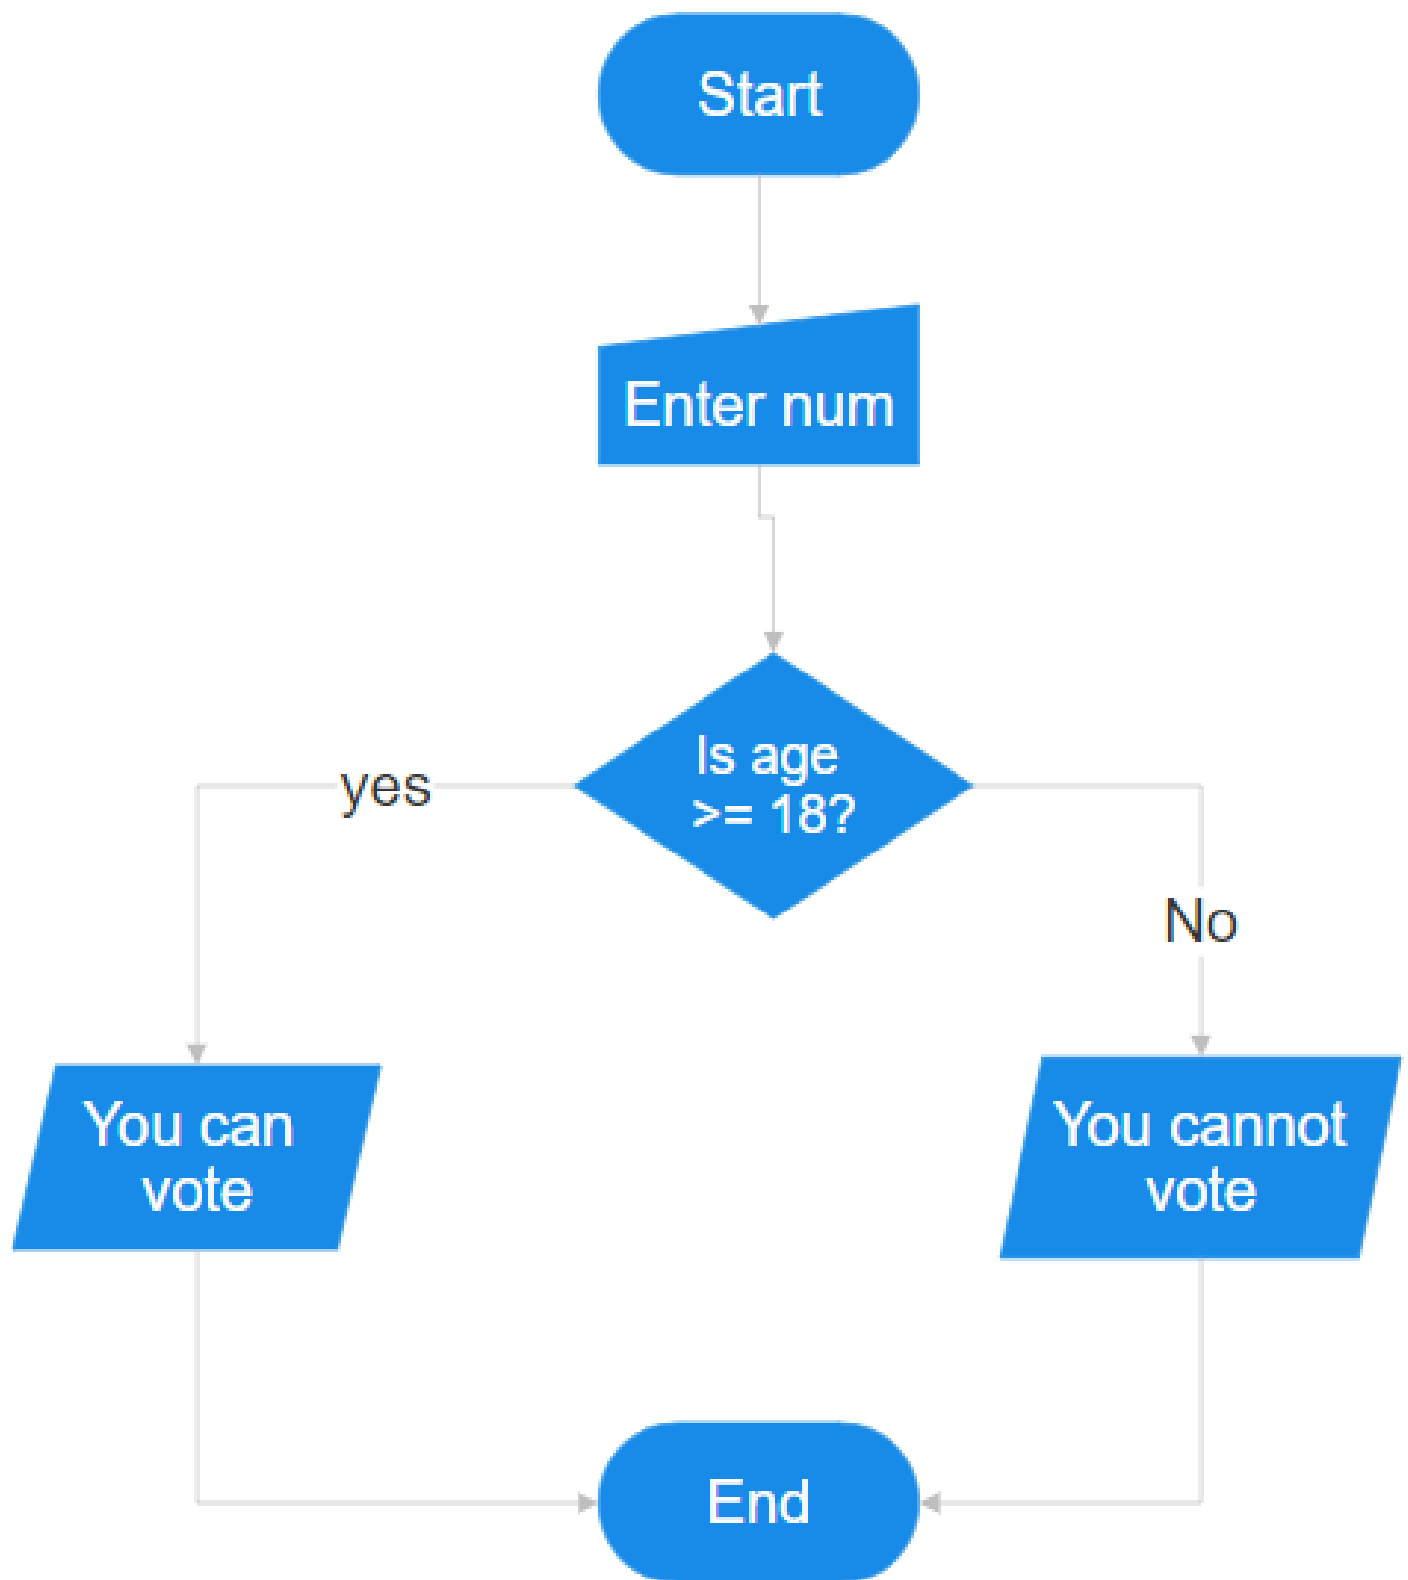 Start
Enter num
Is age
>= 18?
yes
No
You can
vote
You cannot
vote
End